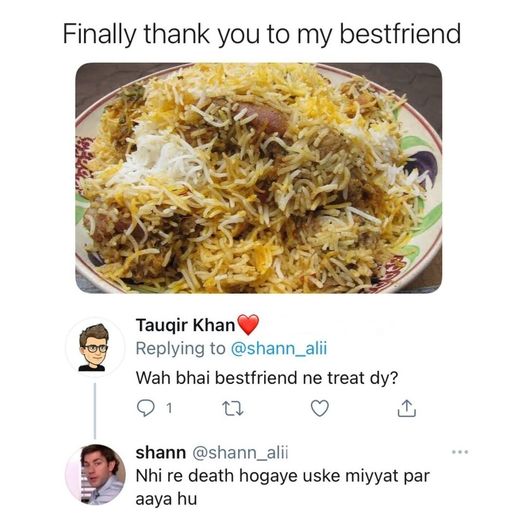 Finally thank you to my bestfriend
Tauqir Khan❤️
Replying to @shann_alii
Wah bhai bestfriend ne treat dy?
1
shann @shann_alii
Nhi re death hogaye uske miyyat par
aaya hu